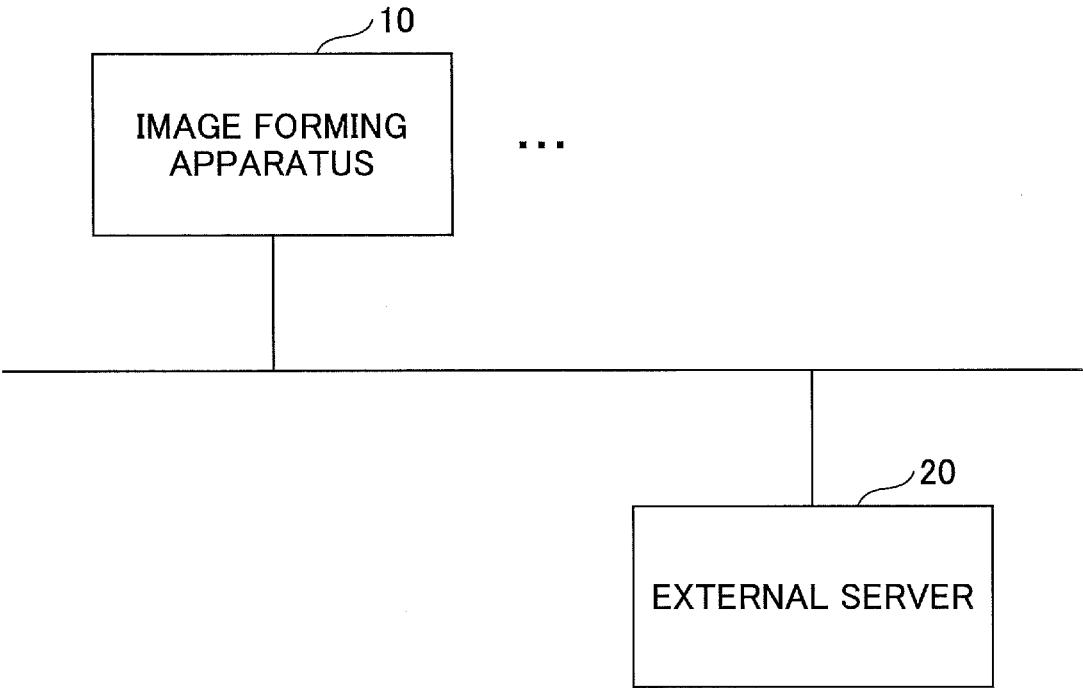 10
IMAGE FORMING
APPARATUS
...
20
EXTERNAL SERVER